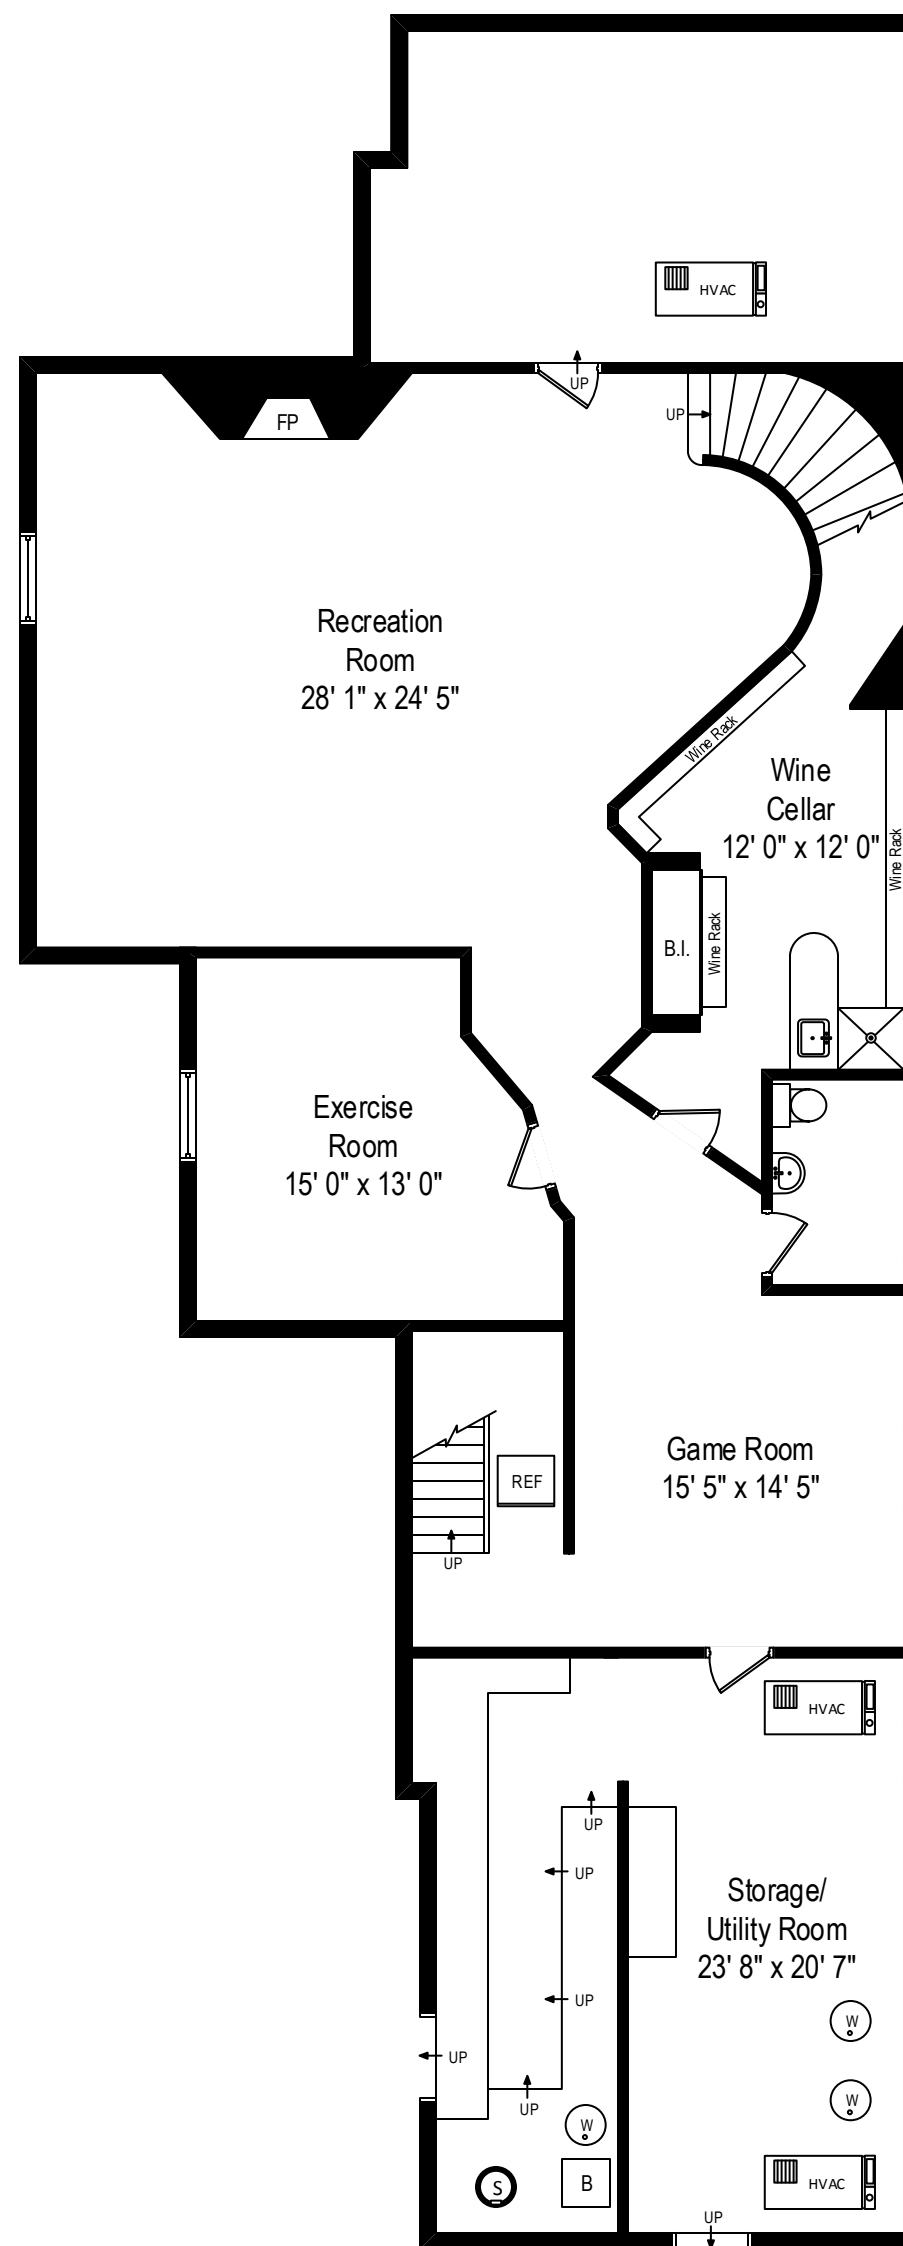 HVAC
UP
FP
UP
Recreation
Room
28' 1" x 24' 5"
Wine Rack
Wine
Cellar
12' 0" x 12' 0"
Wine Rack
B.I.
Wine Rack
Exercise
Room
15' 0" x 13' 0"
Game Room
15' 5" x 14' 5"
REF
UP
HVAC
UP
UP
Storage/
Utility Room
23' 8" x 20' 7"
UP
W
UP
W
UP
W
B
S
HVAC
UP